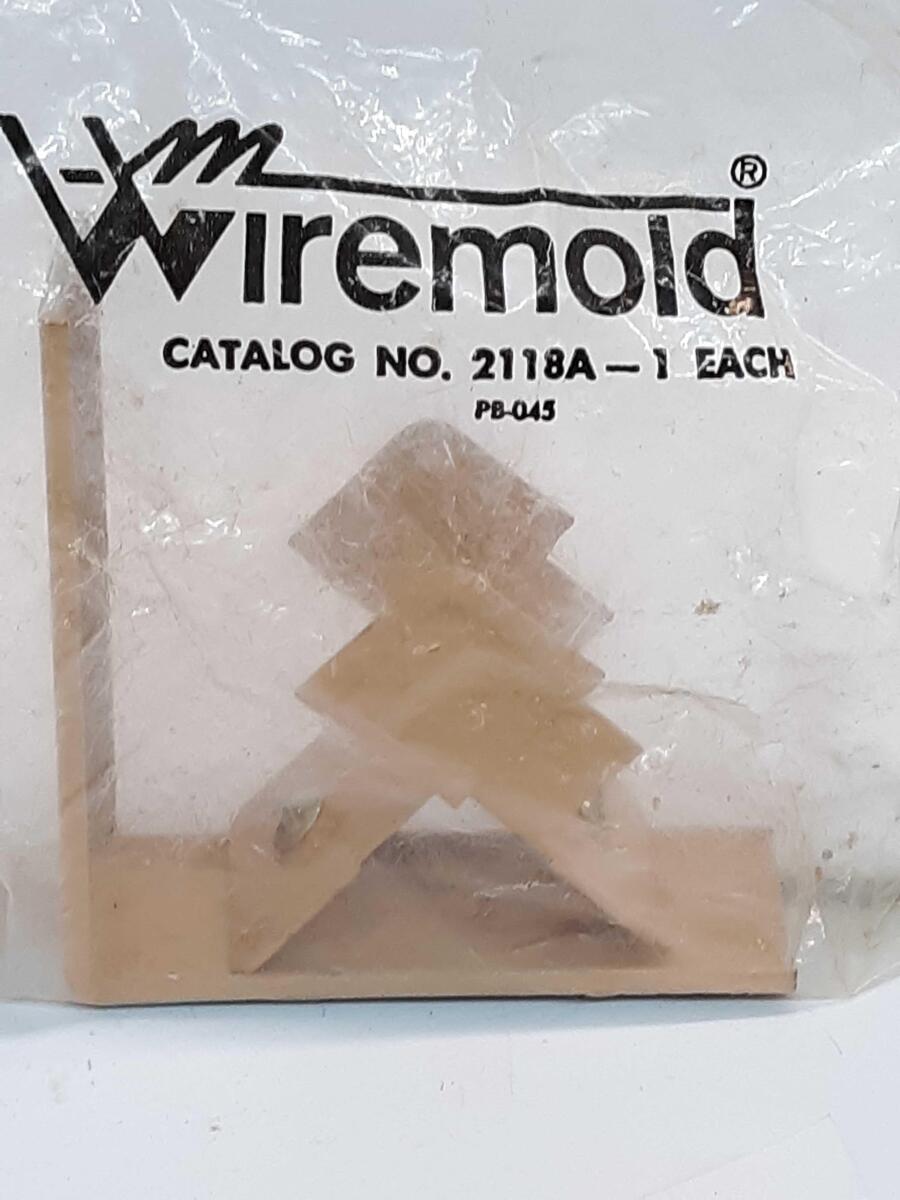 Wiremold®
CATALOG NO. 2118A — 1 EACH
PB-045